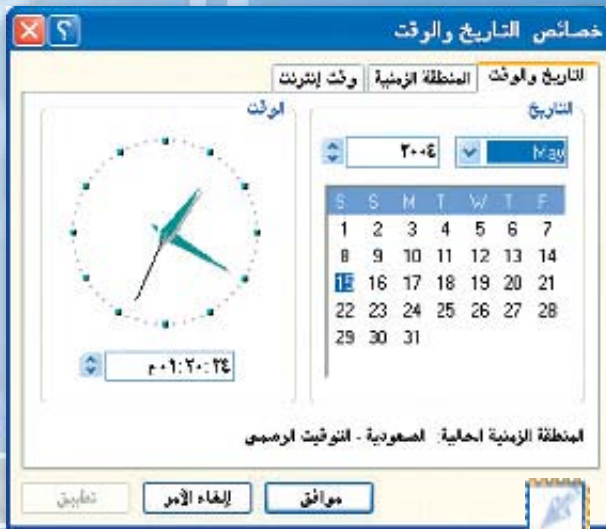 خصائص التاريخ والوقت
التاريخ والوقت المنطقة الزمنية وقت إنترنت
التاريخ
May ٢٠٠٤
S S M T W T F
1 2 3 4 5 6 7
8 9 10 11 12 13 14
15 16 17 18 19 20 21
22 23 24 25 26 27 28
29 30 31
الوقت
٠١:٢٠:٣٤ م
المنطقة الزمنية الحالية: السعودية - التوقيت الرسمي
موافق إلغاء الأمر تطبيق